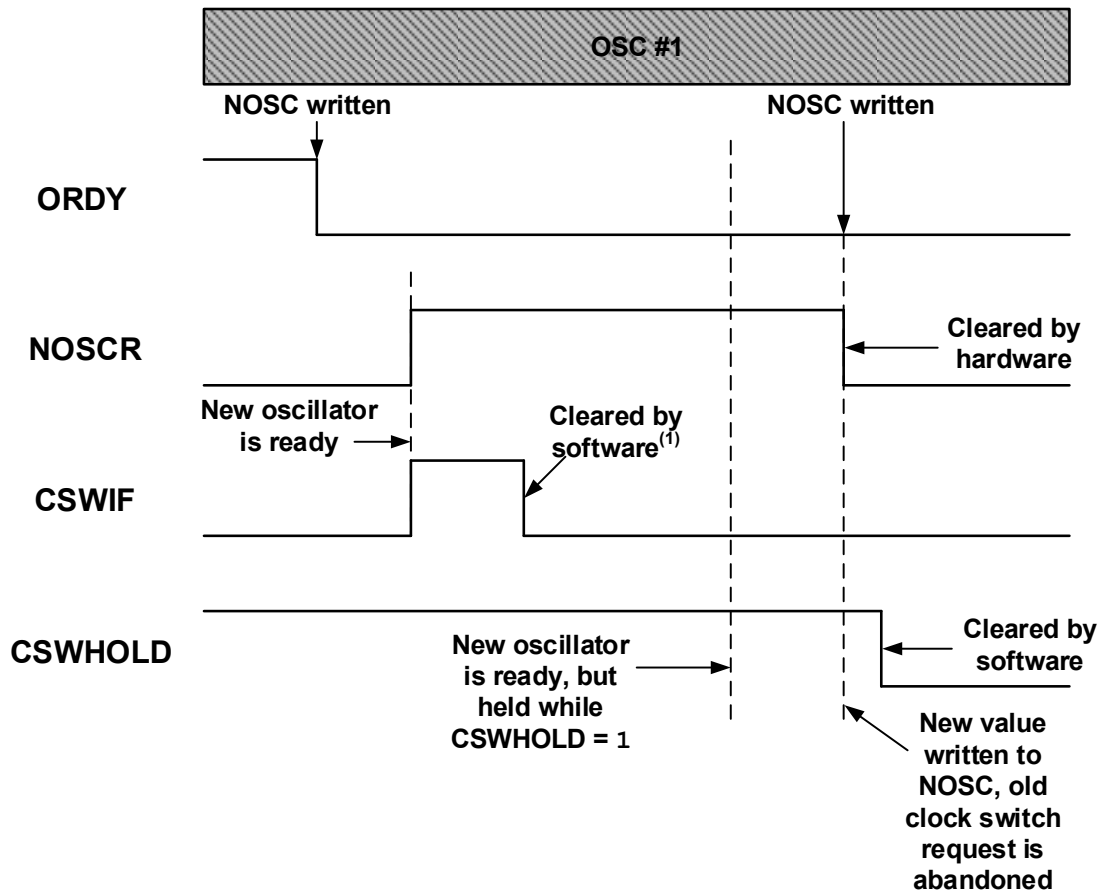 OSC #1
NOSC written
NOSC written
ORDY
NOSCR
Cleared by
hardware
New oscillator
is ready
Cleared by
software(1)
CSWIF
CSWHOLD
New oscillator
is ready, but
held while
CSWHOLD = 1
Cleared by
software
New value
written to
NOSC, old
clock switch
request is
abandoned